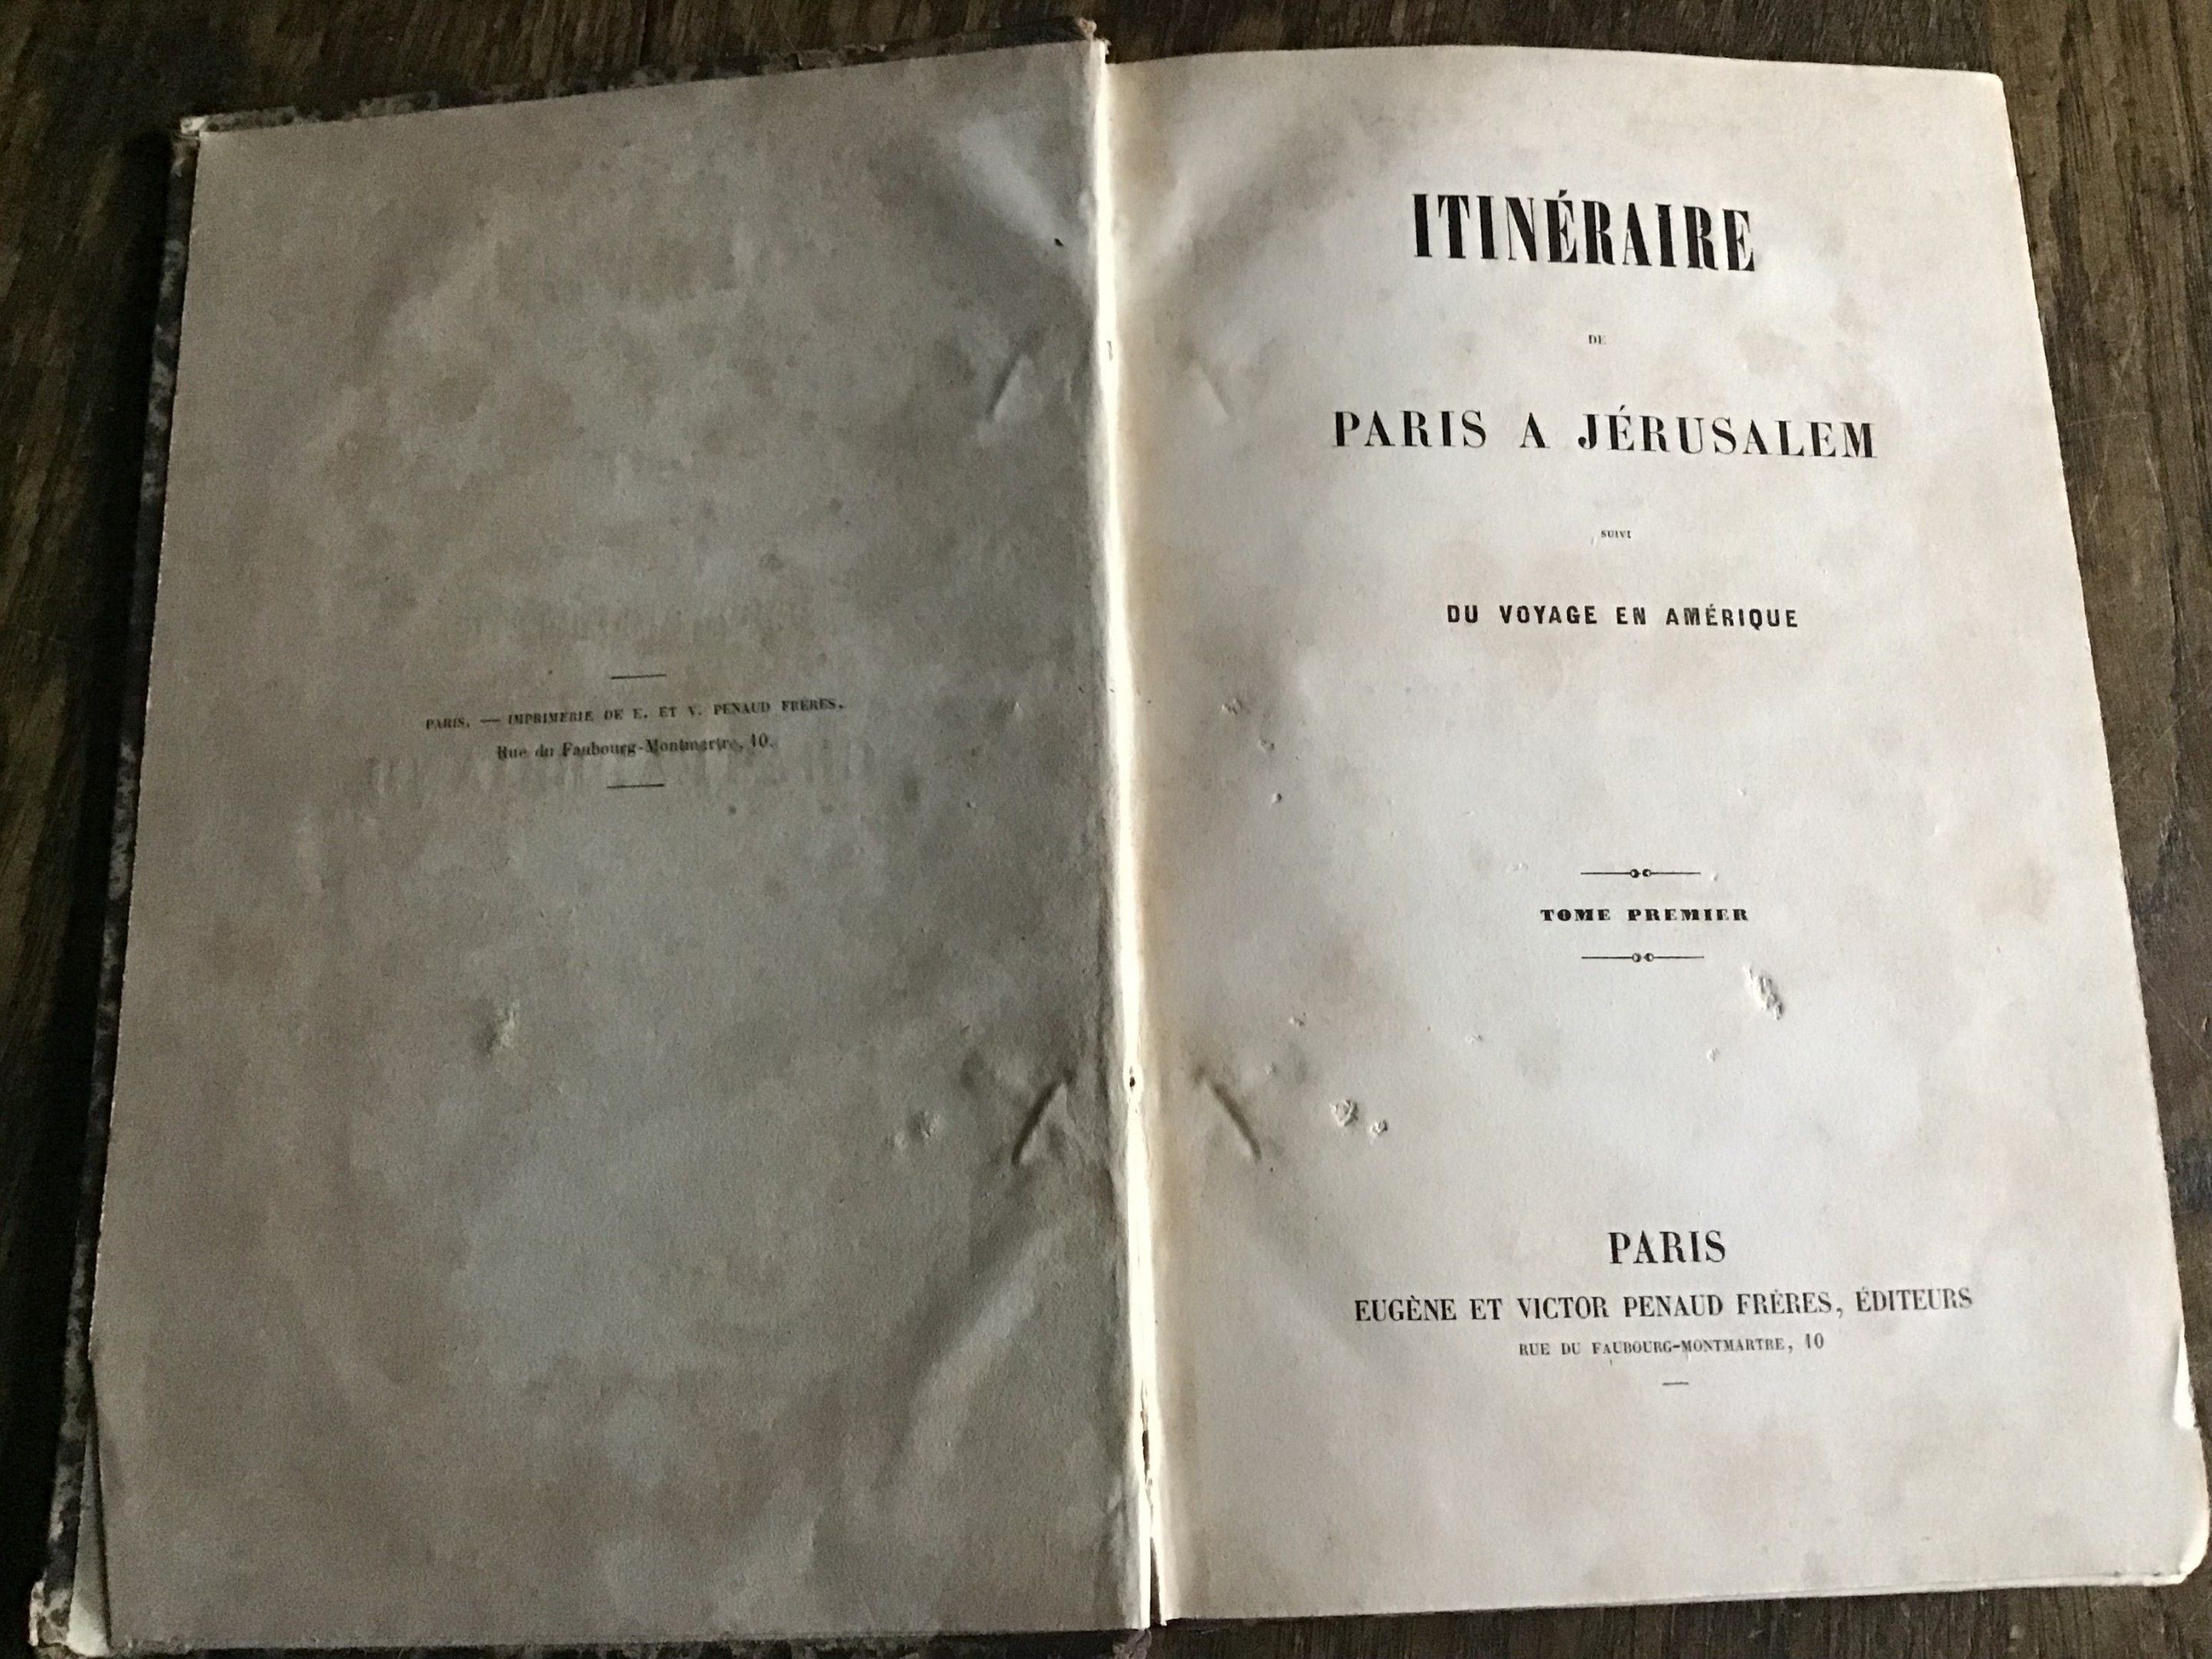 PARIS. — IMPRIMERIE DE E. ET V. PENAUD FRÈRES,
Rue du Faubourg-Montmartre, 10.
ITINÉRAIRE
DE
PARIS A JÉRUSALEM
SUIVI
DU VOYAGE EN AMÉRIQUE
TOME PREMIER
PARIS
EUGÈNE ET VICTOR PENAUD FRÈRES, ÉDITEURS
RUE DU FAUBOURG-MONTMARTRE, 10